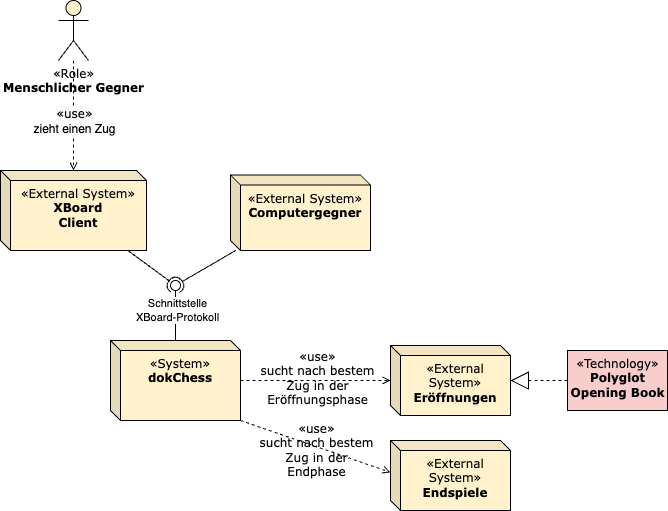 «Role»
Menschlicher Gegner
«use»
zieht einen Zug
«External System»
XBoard
Client
«External System»
Computergegner
Schnittstelle
XBoard-Protokoll
«System»
dokChess
«use»
sucht nach bestem
Zug in der
Eröffnungsphase
«External
System»
Eröffnungen
«Technology»
Polyglot
Opening Book
«use»
sucht nach bestem
Zug in der
Endphase
«External
System»
Endspiele